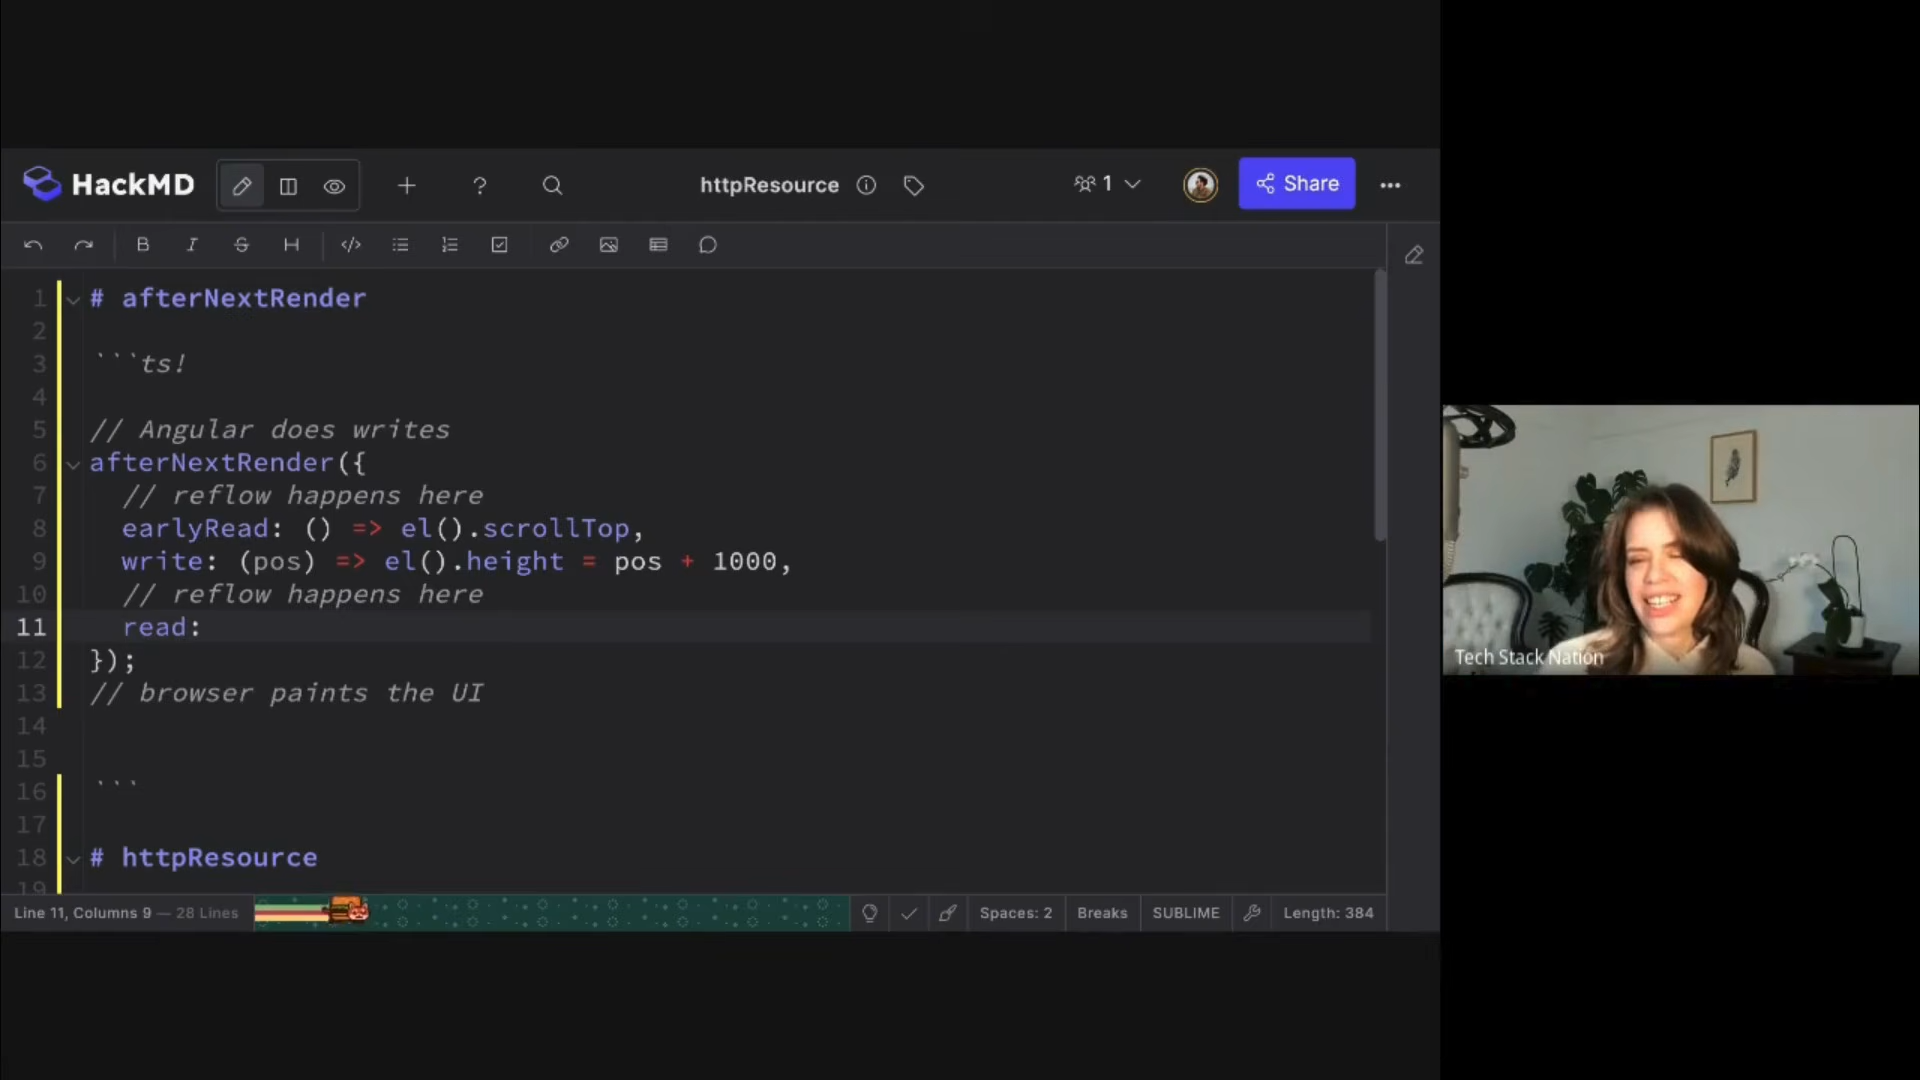 HackMD
?
httpResource
1
Share
B I S H </>
1 # afterNextRender
2
3 ```ts!
4
5 // Angular does writes
6 afterNextRender({
7 // reflow happens here
8 earlyRead: () => el().scrollTop,
9 write: (pos) => el().height = pos + 1000,
10 // reflow happens here
11 read:
12 });
13 // browser paints the UI
14
15
16 ```
17
18 # httpResource
19
Line 11, Columns 9 — 28 Lines
Spaces: 2
Breaks
SUBLIME
Length: 384
Tech Stack Nation